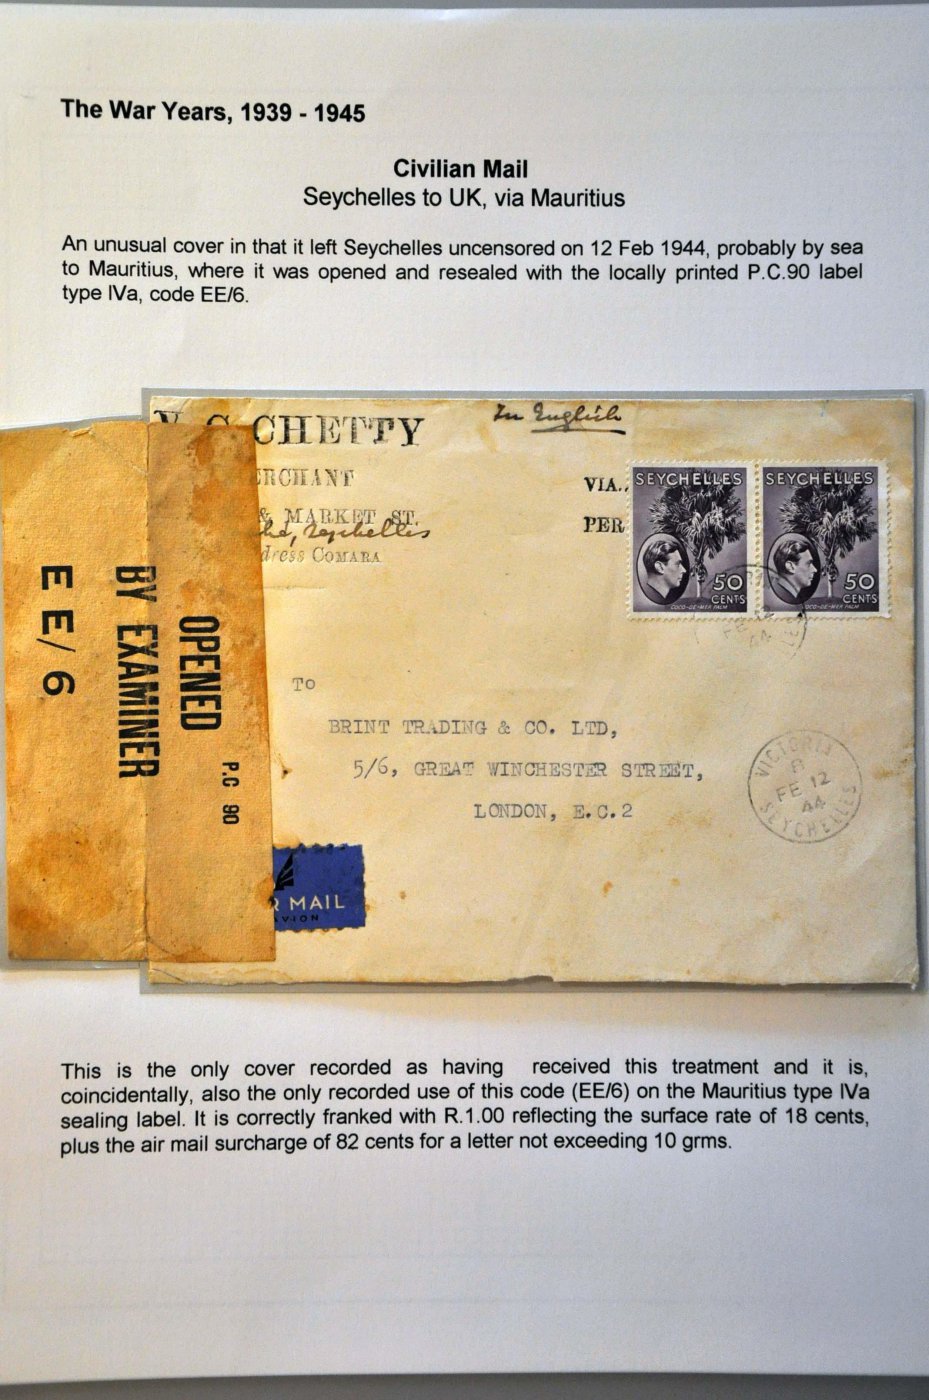 The War Years, 1939 - 1945
Civilian Mail
Seychelles to UK, via Mauritius
An unusual cover in that it left Seychelles uncensored on 12 Feb 1944, probably by sea
to Mauritius, where it was opened and resealed with the locally printed P.C.90 label
type IVa, code EE/6.
CHETTY
In English
ERCHANT
& MARKET ST.
Seychelles
dress COMARA
VIA..
PER
SEYCHELLES
50
CENTS
COCO-DE-MER PALM
SEYCHELLES
50
CENTS
COCO-DE-MER PALM
EE/6
OPENED
BY EXAMINER
P.C 90
To
BRINT TRADING & CO. LTD,
5/6, GREAT WINCHESTER STREET,
LONDON, E.C.2
VICTORIA
B
FE 12
44
SEYCHELLES
R MAIL
AVION
This is the only cover recorded as having received this treatment and it is,
coincidentally, also the only recorded use of this code (EE/6) on the Mauritius type IVa
sealing label. It is correctly franked with R.1.00 reflecting the surface rate of 18 cents,
plus the air mail surcharge of 82 cents for a letter not exceeding 10 grms.